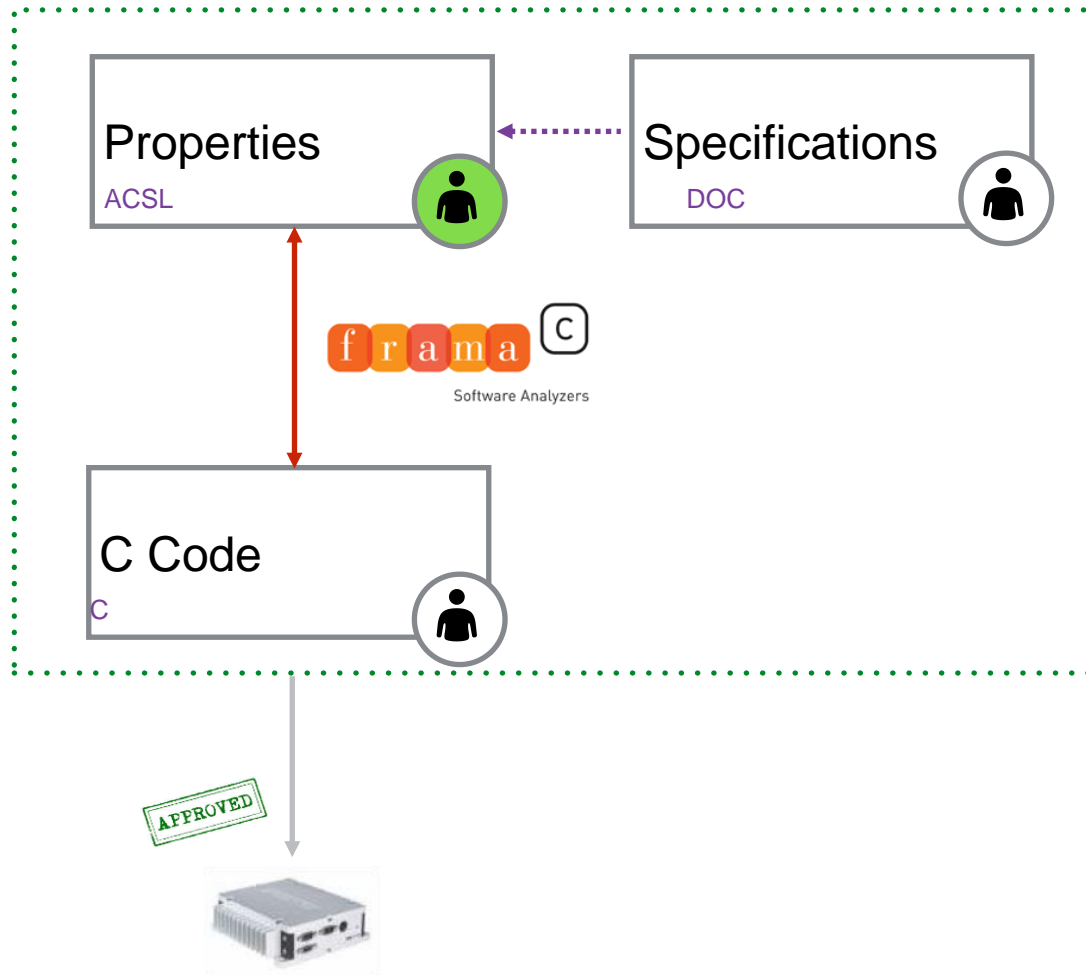 Properties
ACSL
Specifications
DOC
frama C
Software Analyzers
C Code
C
APPROVED